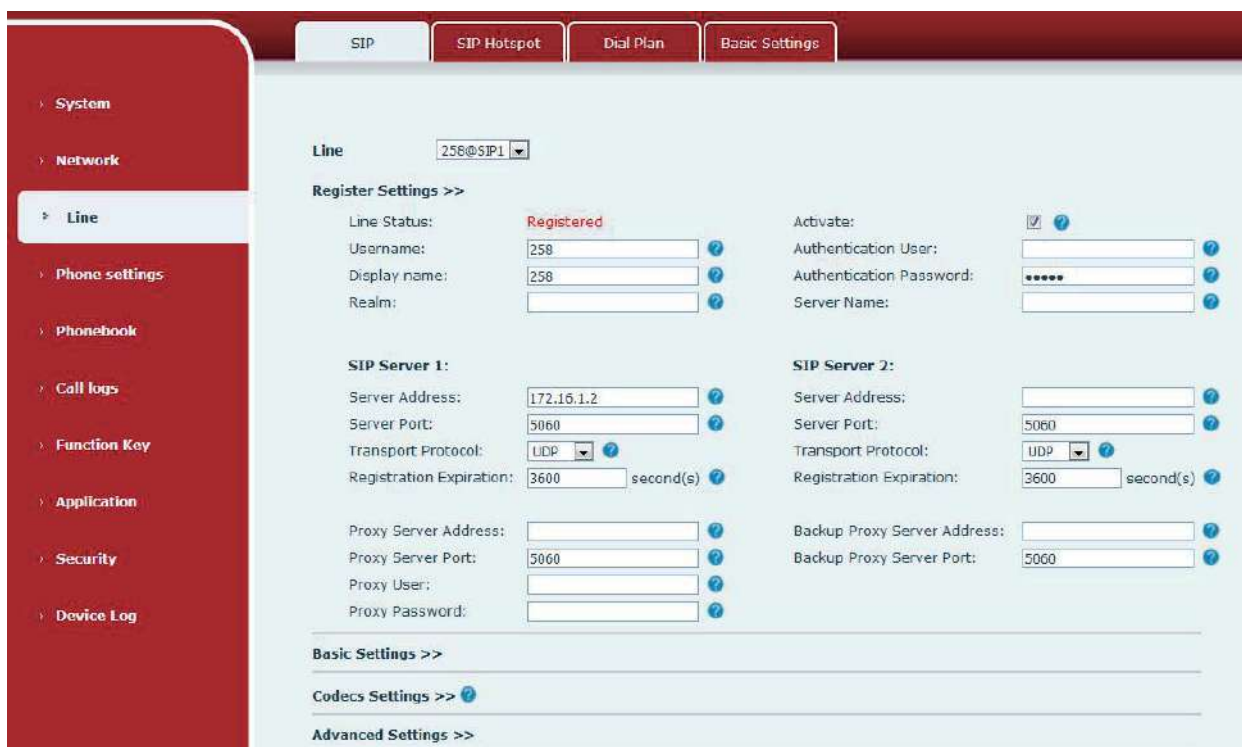 SIP SIP Hotspot Dial Plan Basic Settings
System
Network
Line
Phone settings
Phonebook
Call logs
Function Key
Application
Security
Device Log
Line 258@SIP1
Register Settings >>
Line Status: Registered Activate:
Username: 258 Authentication User:
Display name: 258 Authentication Password: •••••
Realm: Server Name:
SIP Server 1: SIP Server 2:
Server Address: 172.16.1.2 Server Address:
Server Port: 5060 Server Port: 5060
Transport Protocol: UDP Transport Protocol: UDP
Registration Expiration: 3600 second(s) Registration Expiration: 3600 second(s)
Proxy Server Address: Backup Proxy Server Address:
Proxy Server Port: 5060 Backup Proxy Server Port: 5060
Proxy User:
Proxy Password:
Basic Settings >>
Codecs Settings >>
Advanced Settings >>